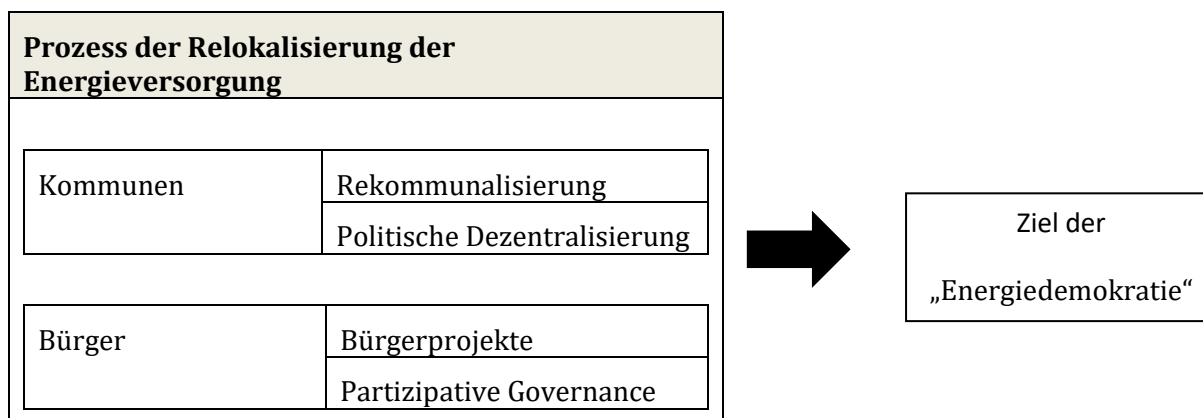 Prozess der Relokalisierung der
Energieversorgung
Kommunen
Rekommunalisierung
Politische Dezentralisierung
Bürger
Bürgerprojekte
Partizipative Governance
Ziel der
„Energiedemokratie“